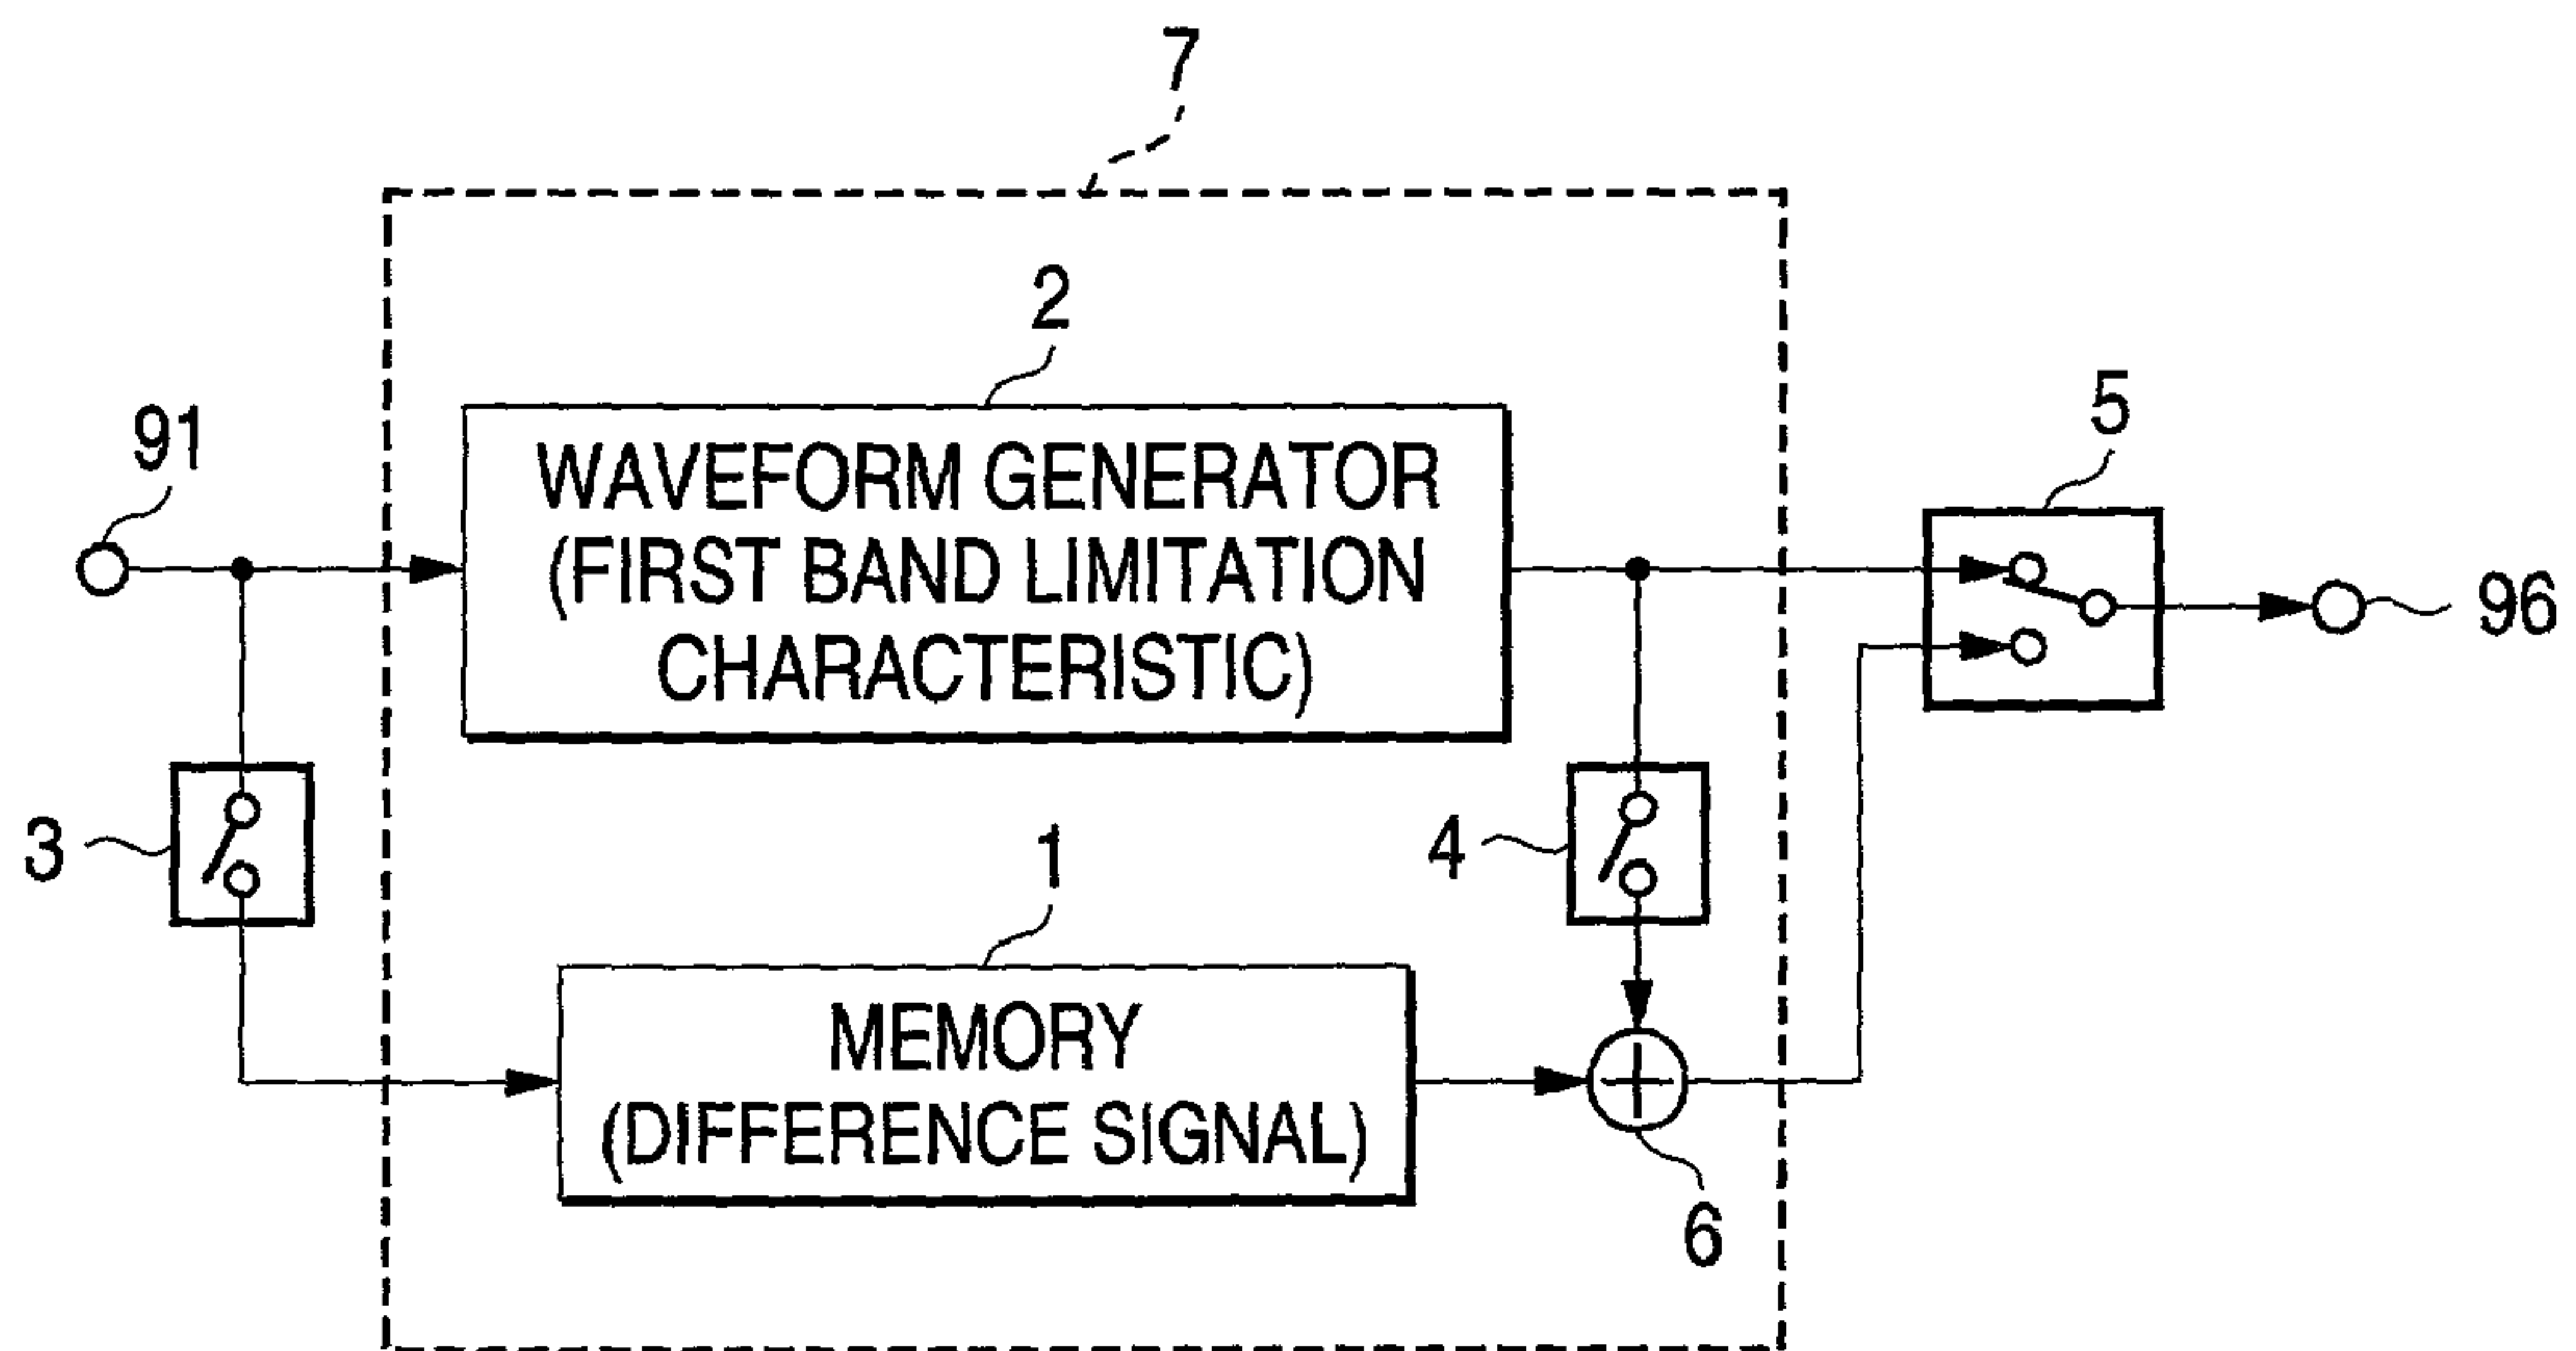 7
2
91
WAVEFORM GENERATOR
(FIRST BAND LIMITATION
CHARACTERISTIC)
5
96
3
4
1
MEMORY
(DIFFERENCE SIGNAL)
6